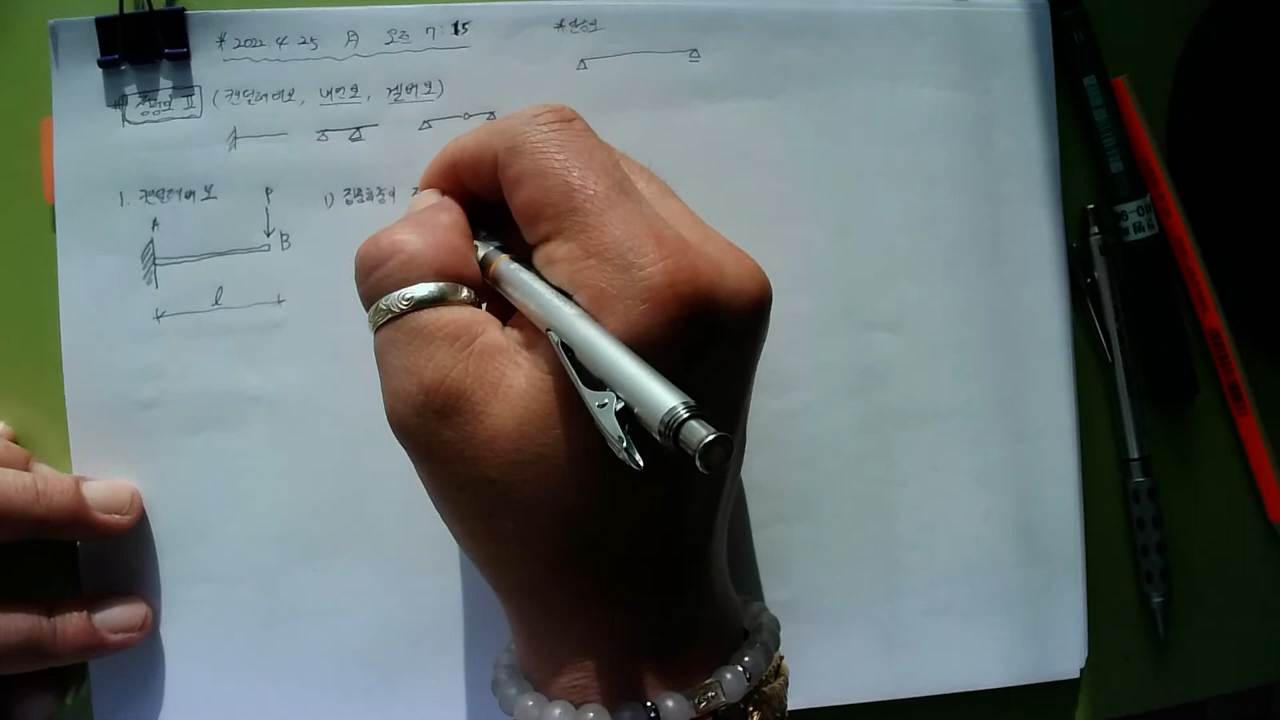 * 2022 4 25 月 오후 7:15
*단순보
정정보 II (캔틸레버보, 내민보, 겔버보)
1. 캔틸레버보
1) 집중하중이
P
A
B
l